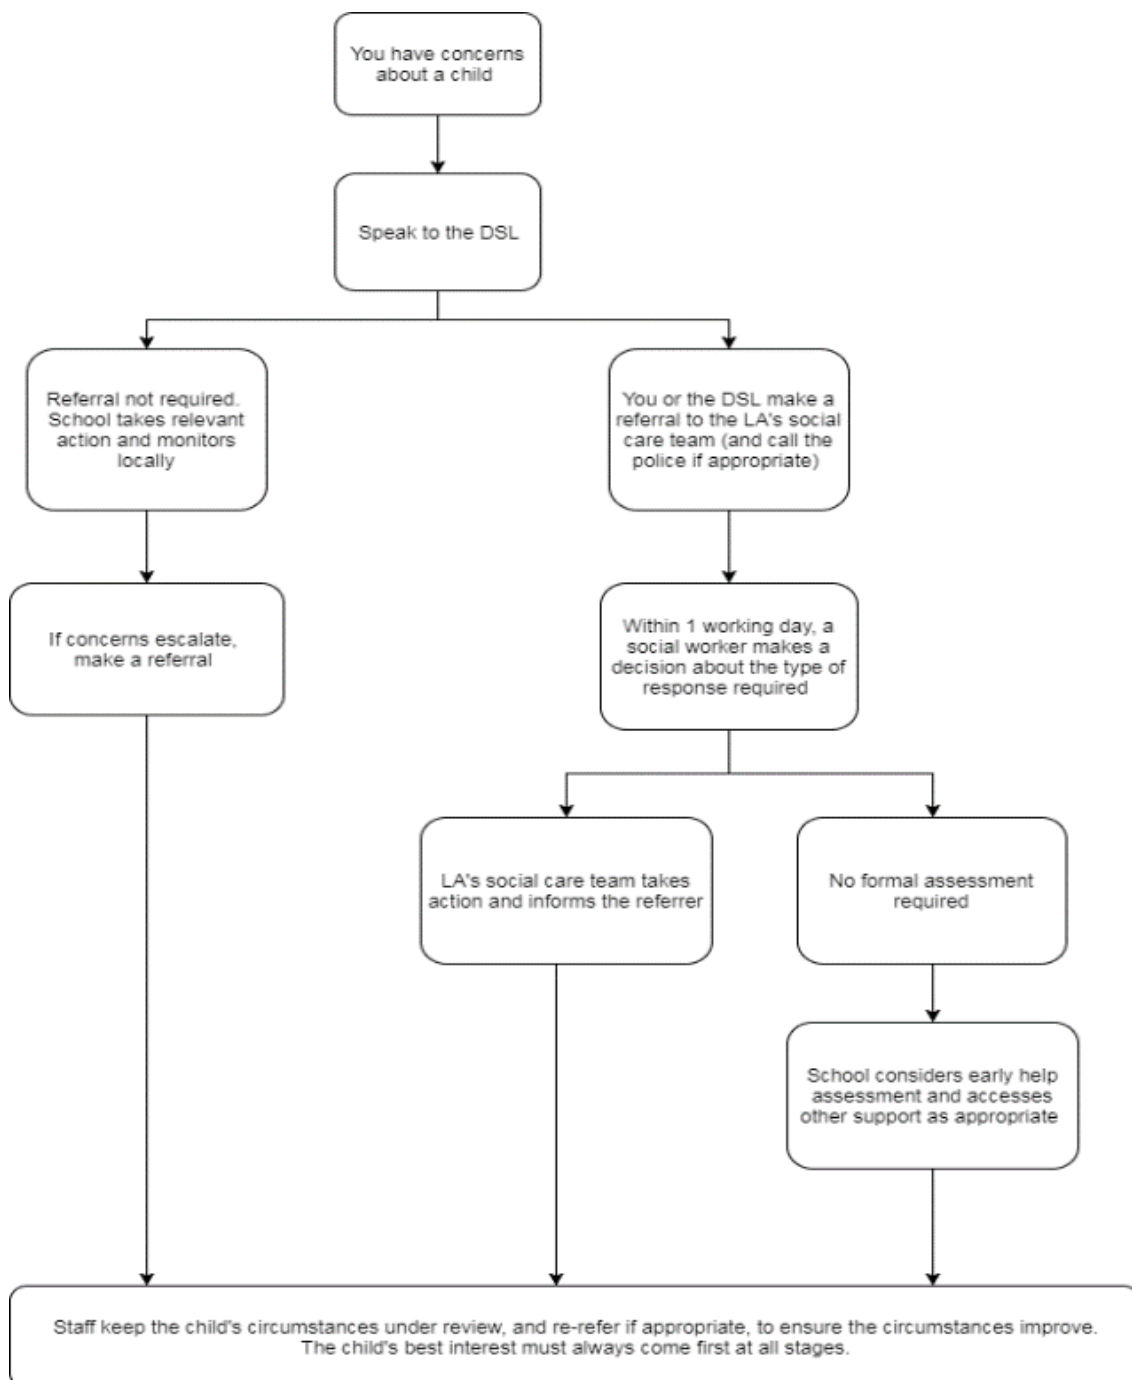 You have concerns
about a child
Speak to the DSL
Referral not required.
School takes relevant
action and monitors
locally
You or the DSL make a
referral to the LA's social
care team (and call the
police if appropriate)
If concerns escalate,
make a referral
Within 1 working day, a
social worker makes a
decision about the type of
response required
LA's social care team takes
action and informs the referrer
No formal assessment
required
School considers early help
assessment and accesses
other support as appropriate
Staff keep the child's circumstances under review, and re-refer if appropriate, to ensure the circumstances improve.
The child's best interest must always come first at all stages.